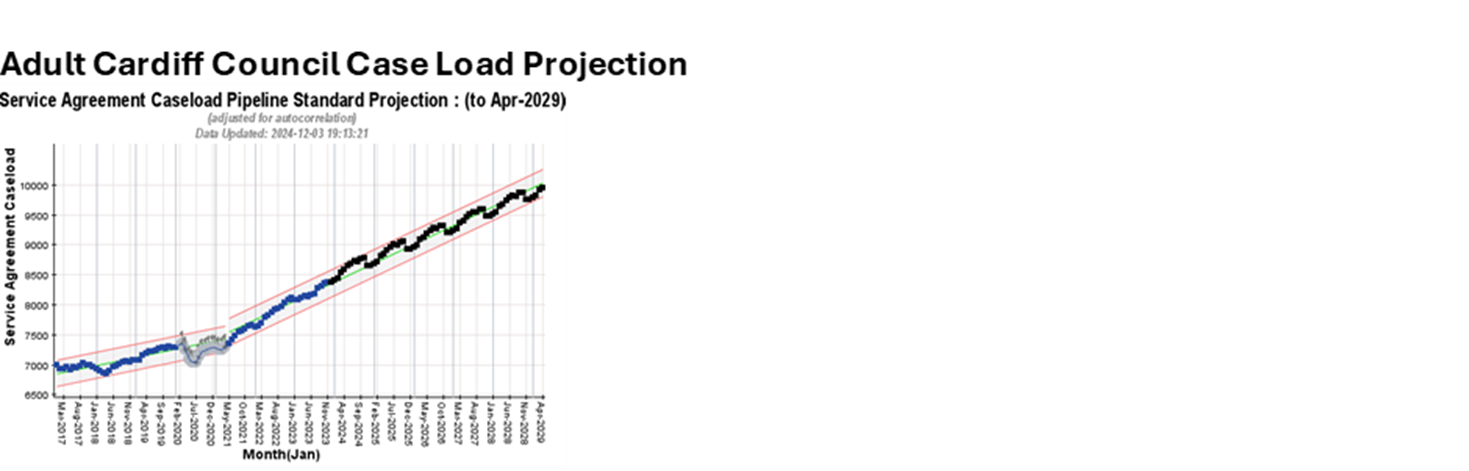 Adult Cardiff Council Case Load Projection
Service Agreement Caseload Pipeline Standard Projection : (to Apr-2029)
(adjusted for autocorrelation)
Data Updated: 2024-12-03 19:13:21
Service Agreement Caseload
10000
9500
9000
8500
8000
7500
7000
6500
Mar-2017
Aug-2017
Jan-2018
Jun-2018
Nov-2018
Apr-2019
Sep-2019
Feb-2020
Jul-2020
Dec-2020
May-2021
Oct-2021
Mar-2022
Aug-2022
Jan-2023
Jun-2023
Nov-2023
Apr-2024
Sep-2024
Feb-2025
Jul-2025
Dec-2025
May-2026
Oct-2026
Mar-2027
Aug-2027
Jan-2028
Jun-2028
Nov-2028
Apr-2029
Month(Jan)